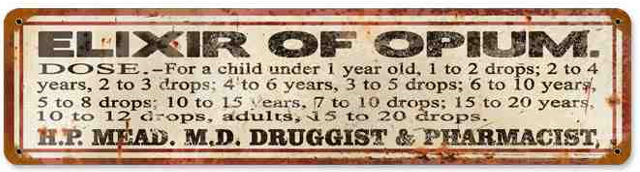 ELIXIR OF OPIUM.
DOSE.-For a child under 1 year old, 1 to 2 drops; 2 to 4
years, 2 to 3 drops; 4 to 6 years, 3 to 5 drops; 6 to 10 years,
5 to 8 drops; 10 to 15 years, 7 to 10 drops; 15 to 20 years,
10 to 12 drops, adults, 15 to 20 drops.
H.P. MEAD. M.D. DRUGGIST & PHARMACIST,